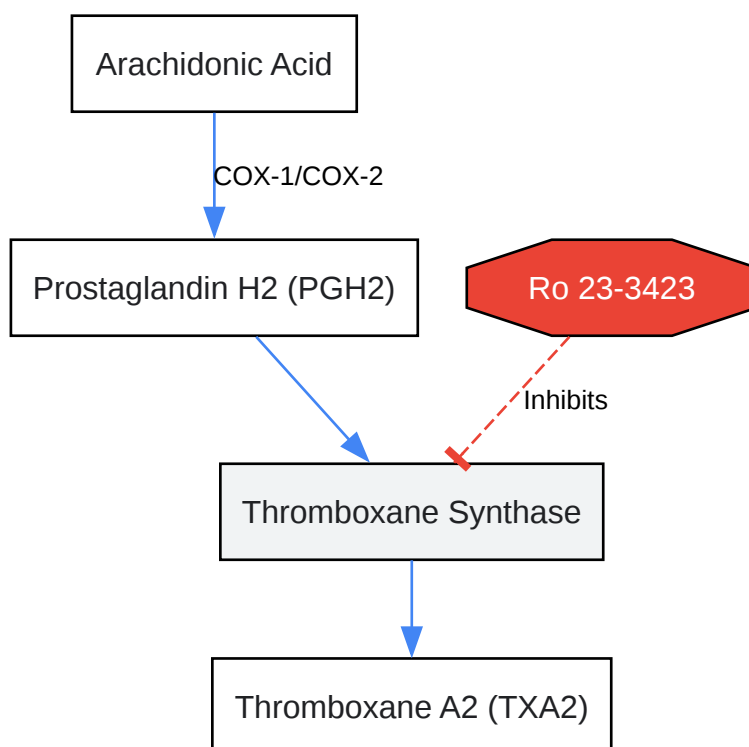 Arachidonic Acid
COX-1/COX-2
Prostaglandin H2 (PGH2)
Ro 23-3423
Inhibits
Thromboxane Synthase
Thromboxane A2 (TXA2)